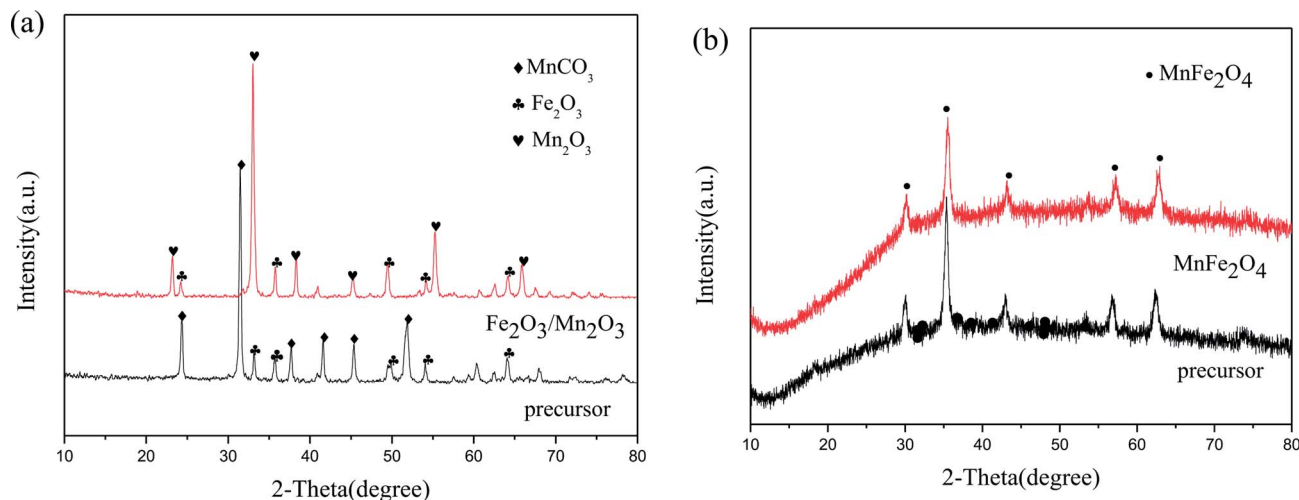 (a)
Intensity(a.u.)
♦MnCO₃
♣Fe₂O₃
♥Mn₂O₃
Fe₂O₃/Mn₂O₃
precursor
10 20 30 40 50 60 70 80
2-Theta(degree)
(b)
Intensity(a.u.)
• MnFe₂O₄
MnFe₂O₄
precursor
10 20 30 40 50 60 70 80
2-Theta(degree)